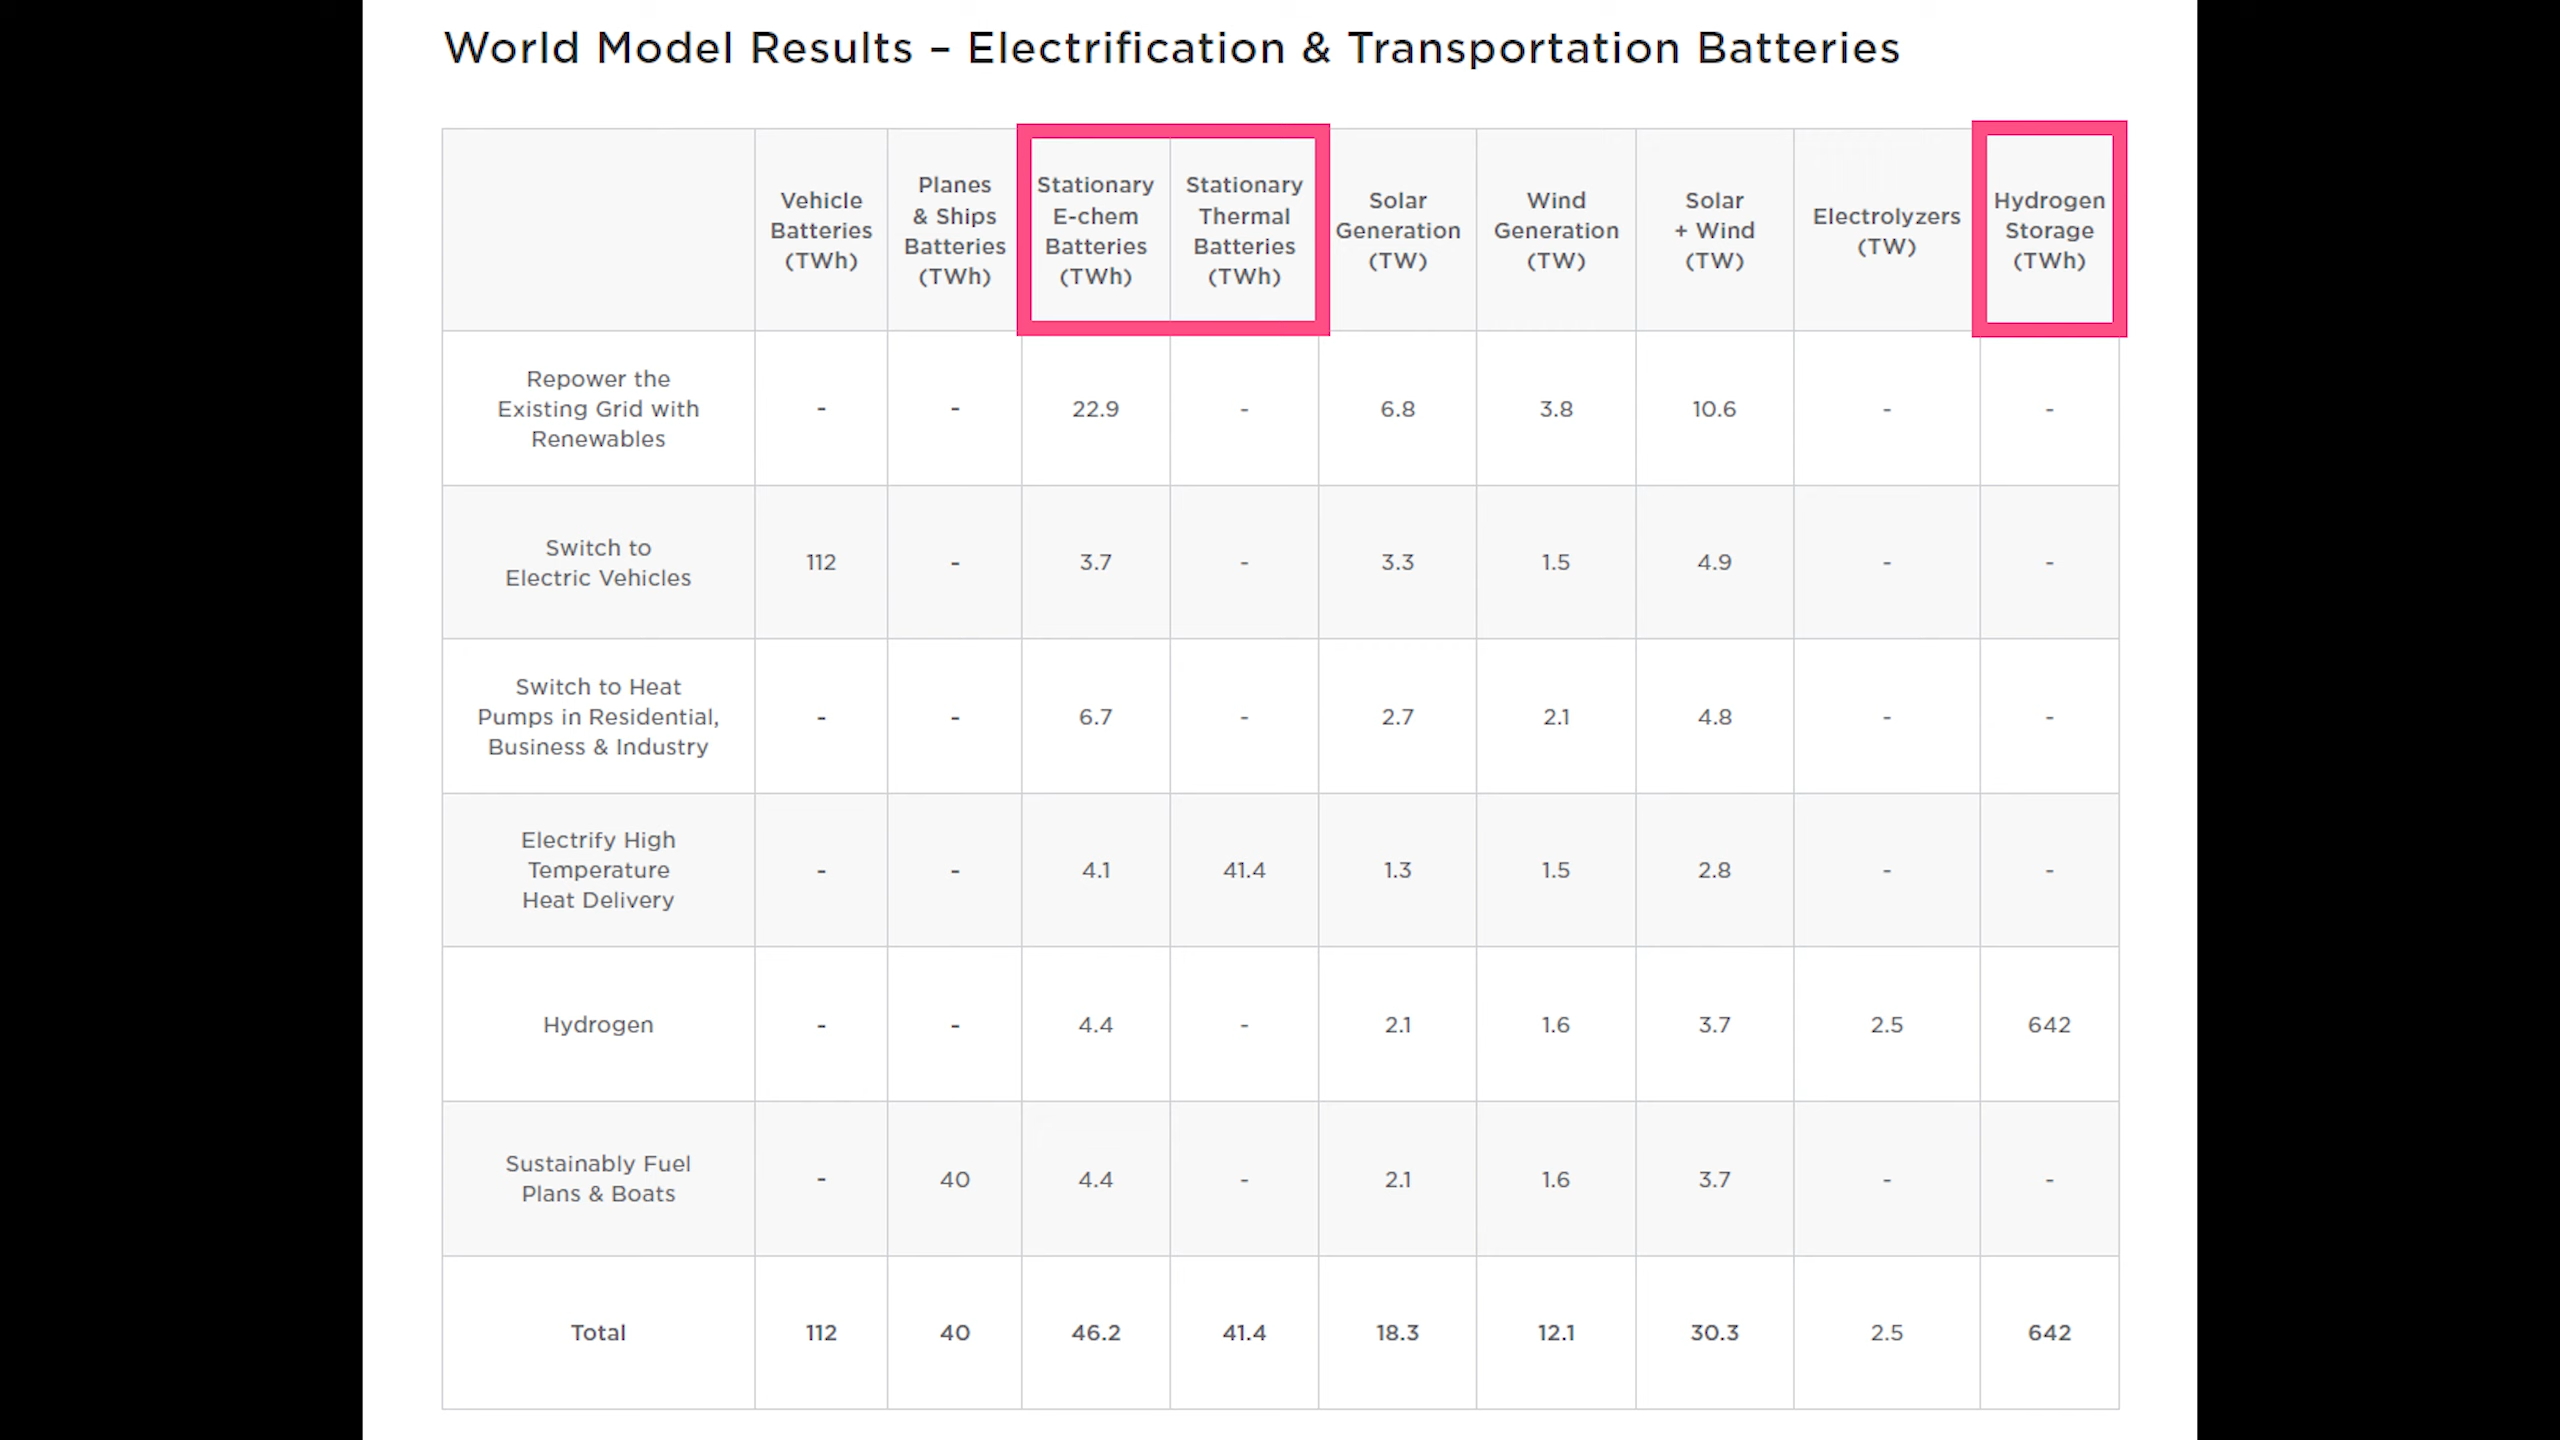 World Model Results – Electrification & Transportation Batteries
Vehicle
Batteries
(TWh)
Planes
& Ships
Batteries
(TWh)
Stationary
E-chem
Batteries
(TWh)
Stationary
Thermal
Batteries
(TWh)
Solar
Generation
(TW)
Wind
Generation
(TW)
Solar
+ Wind
(TW)
Electrolyzers
(TW)
Hydrogen
Storage
(TWh)
Repower the
Existing Grid with
Renewables
- - 22.9 - 6.8 3.8 10.6 - -
Switch to
Electric Vehicles
112 - 3.7 - 3.3 1.5 4.9 - -
Switch to Heat
Pumps in Residential,
Business & Industry
- - 6.7 - 2.7 2.1 4.8 - -
Electrify High
Temperature
Heat Delivery
- - 4.1 41.4 1.3 1.5 2.8 - -
Hydrogen - - 4.4 - 2.1 1.6 3.7 2.5 642
Sustainably Fuel
Plans & Boats
- 40 4.4 - 2.1 1.6 3.7 - -
Total 112 40 46.2 41.4 18.3 12.1 30.3 2.5 642